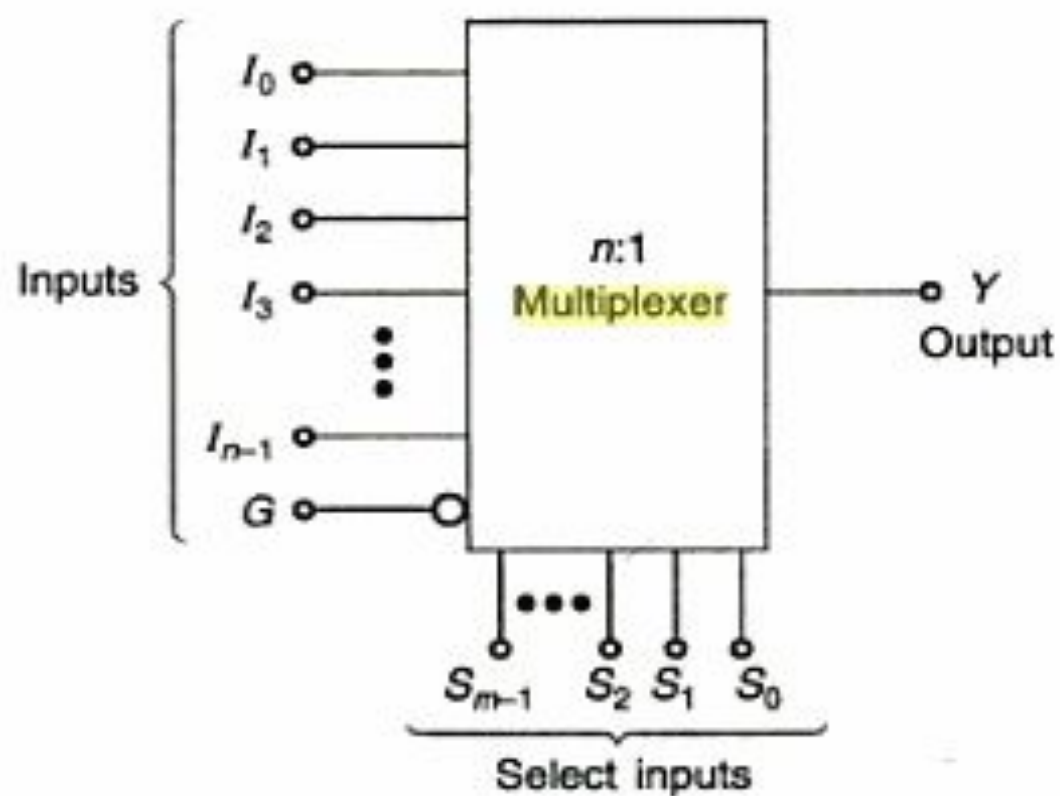 I0
I1
I2
Inputs
I3
In–1
G
n:1
Multiplexer
Y
Output
Sm–1 S2 S1 S0
Select inputs